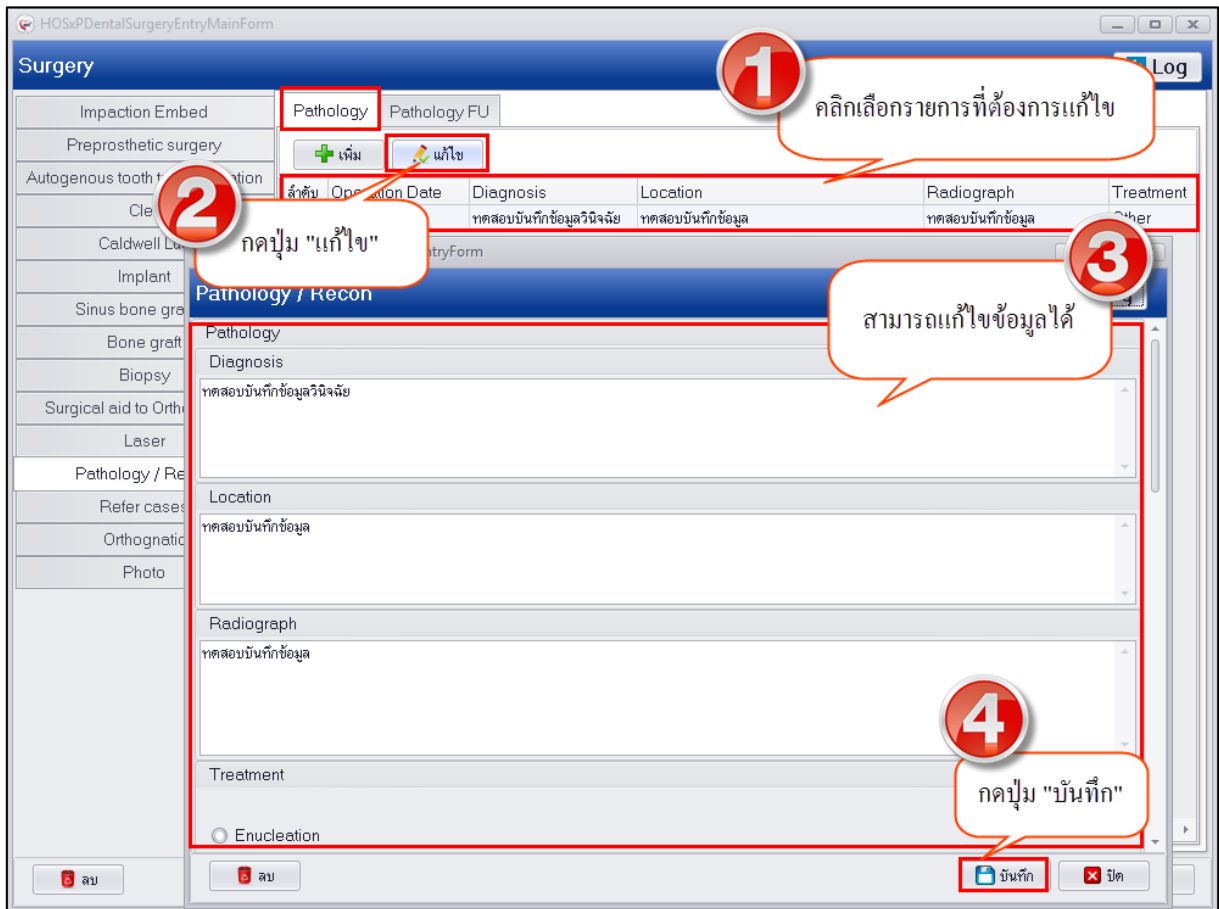 HOSxPDentalSurgeryEntryMainForm
Surgery
Log
1
คลิกเลือกรายการที่ต้องการแก้ไข
Impaction Embed
Preprosthetic surgery
Autogenous tooth
Caldwell
Implant
Sinus bone
Bone graft
Biopsy
Surgical aid to
Laser
Pathology /
Refer cases
Photo
Pathology
Pathology FU
เพิ่ม
แก้ไข
ลำดับ
Diagnosis
Location
Radiograph
Treatment
ทดสอบบันทึกข้อมูลวินิจฉัย
ทดสอบบันทึกข้อมูล
ทดสอบบันทึกข้อมูล
Other
2
กดปุ่ม "แก้ไข"
3
สามารถแก้ไขข้อมูลได้
Pathology / Recon
Pathology
Diagnosis
ทดสอบบันทึกข้อมูลวินิจฉัย
Location
ทดสอบบันทึกข้อมูล
Radiograph
ทดสอบบันทึกข้อมูล
Treatment
Enucleation
4
กดปุ่ม "บันทึก"
ลบ
ลบ
บันทึก
ปิด